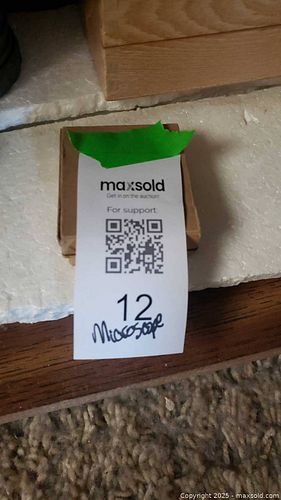 maxsold
Get in on the auction!
For support
12
Microscope
© Copyright 2025 - maxsold.com